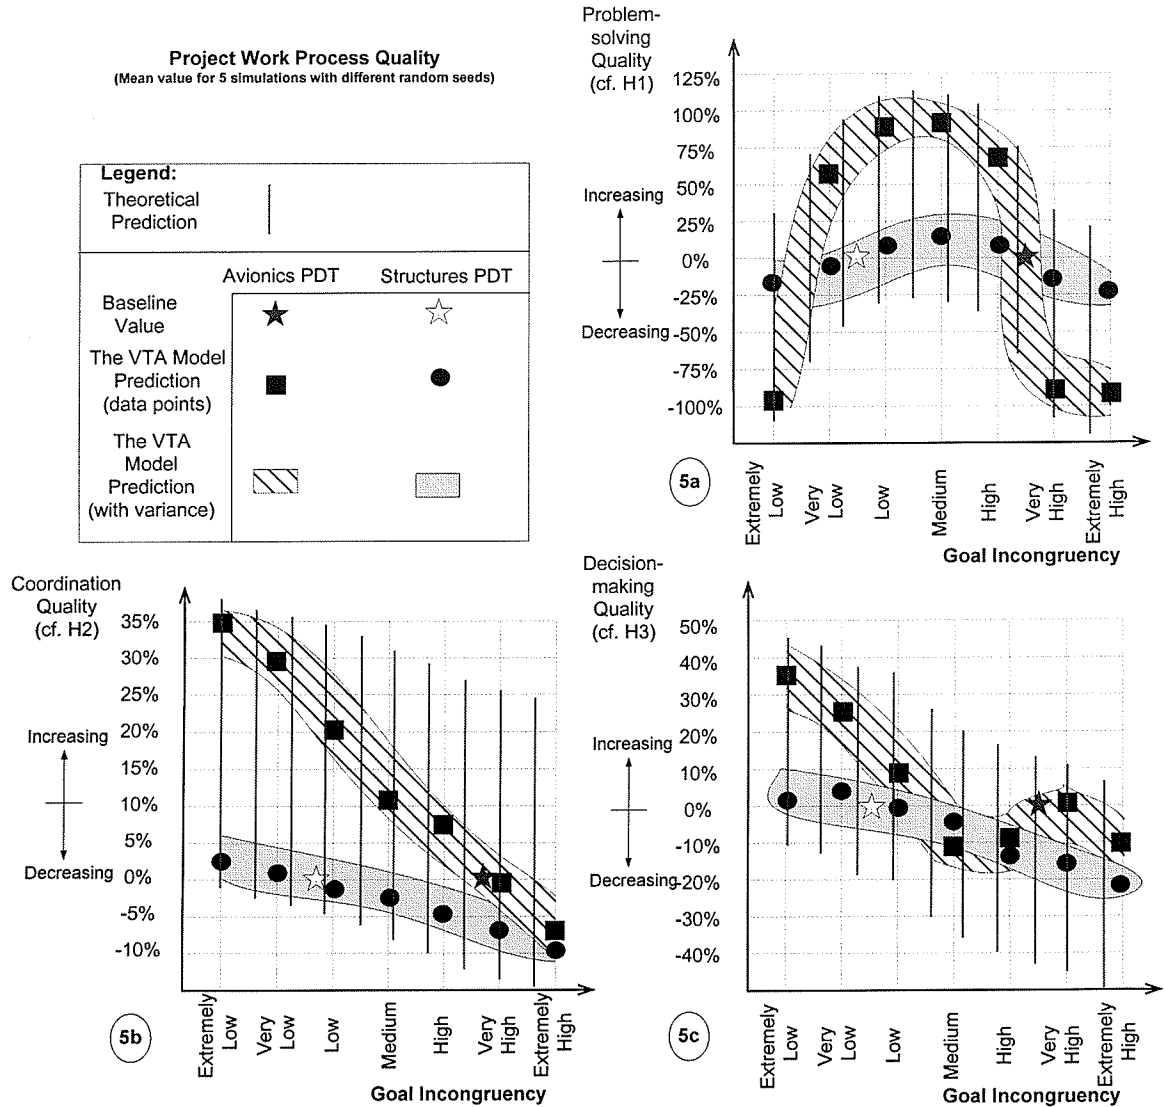 Project Work Process Quality
(Mean value for 5 simulations with different random seeds)
Legend:
Theoretical
Prediction
Avionics PDT
Structures PDT
Baseline
Value
The VTA Model
Prediction
(data points)
The VTA
Model
Prediction
(with variance)
Problem-
solving
Quality
(cf. H1)
125%
100%
75%
50%
25%
0%
-25%
-50%
-75%
-100%
Increasing
Decreasing
5a
Extremely
Low
Very
Low
Low
Medium
High
Very
High
Extremely
High
Goal Incongruency
Coordination
Quality
(cf. H2)
35%
30%
25%
20%
15%
10%
5%
0%
-5%
-10%
Increasing
Decreasing
5b
Extremely
Low
Very
Low
Low
Medium
High
Very
High
Extremely
High
Goal Incongruency
Decision-
making
Quality
(cf. H3)
50%
40%
30%
20%
10%
0%
-10%
-20%
-30%
-40%
Increasing
Decreasing
5c
Extremely
Low
Very
Low
Low
Medium
High
Very
High
Extremely
High
Goal Incongruency